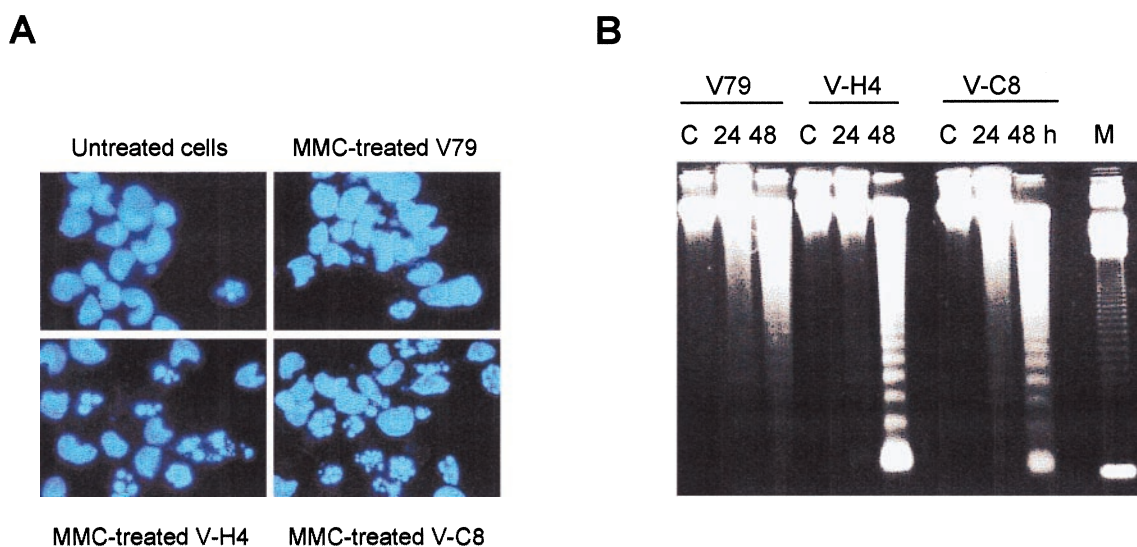 A
B
Untreated cells
MMC-treated V79
MMC-treated V-H4
MMC-treated V-C8
V79
V-H4
V-C8
C 24 48 C 24 48 C 24 48 h M